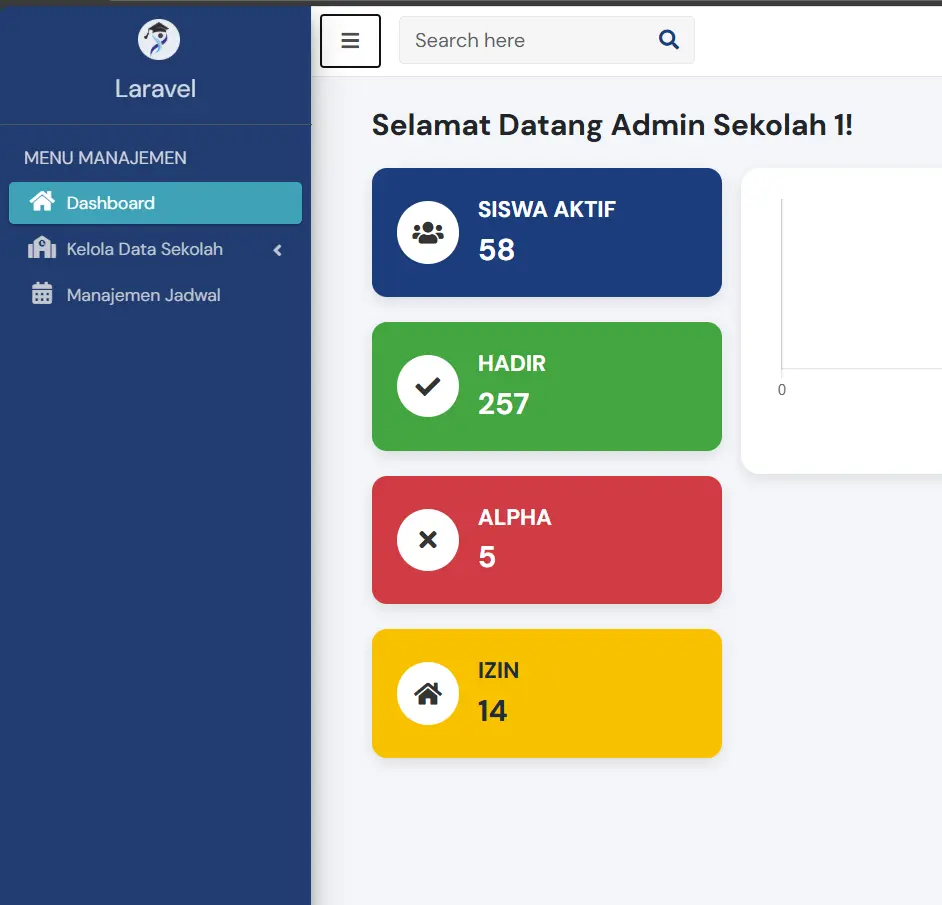 Laravel
Search here
MENU MANAJEMEN
Dashboard
Kelola Data Sekolah
Manajemen Jadwal
Selamat Datang Admin Sekolah 1!
SISWA AKTIF
58
HADIR
257
ALPHA
5
IZIN
14
0